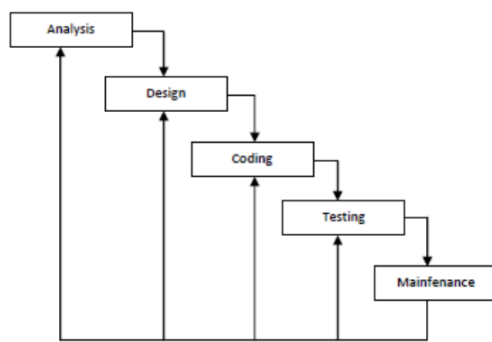 Analysis
Design
Coding
Testing
Mainfenance